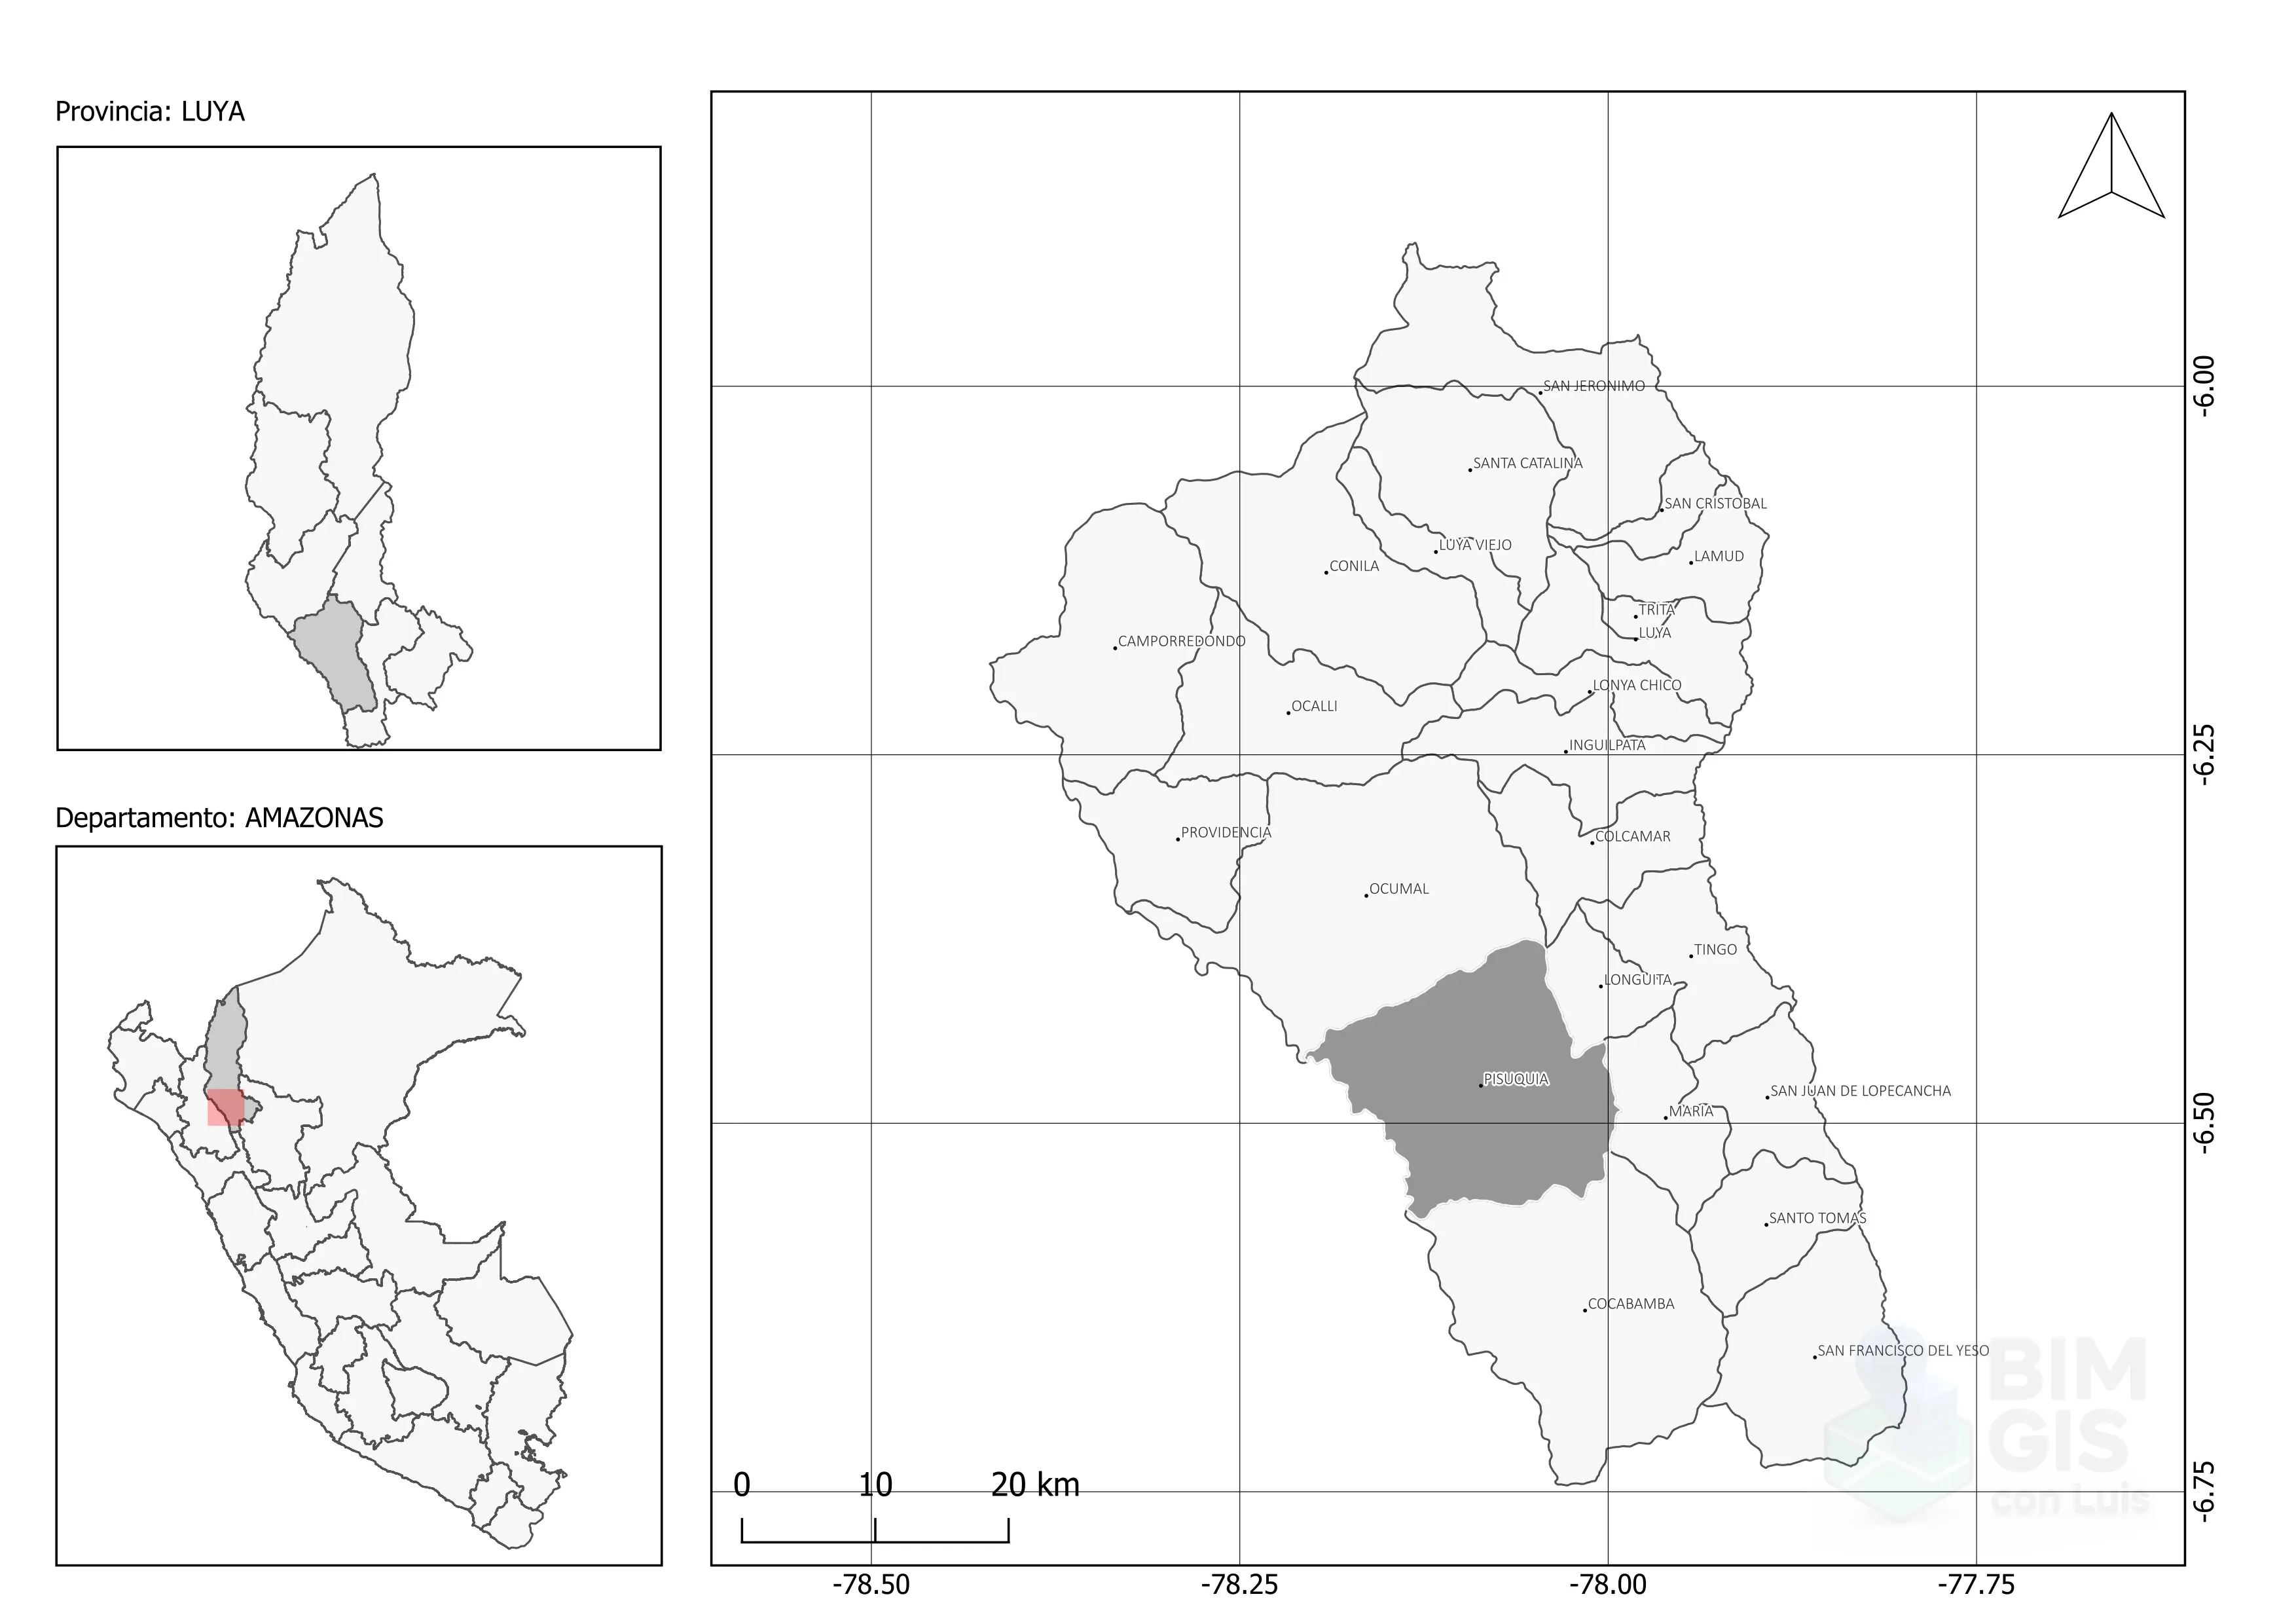 Provincia: LUYA
Departamento: AMAZONAS
SAN JERONIMO
SANTA CATALINA
SAN CRISTOBAL
LUYA VIEJO
LAMUD
CONILA
TRITA
LUYA
CAMPORREDONDO
LONYA CHICO
OCALLI
INGUILPATA
PROVIDENCIA
COLCAMAR
OCUMAL
TINGO
LONGUITA
PISUQUIA
SAN JUAN DE LOPECANCHA
MARIA
SANTO TOMAS
COCABAMBA
SAN FRANCISCO DEL YESO
BIM
GIS
con Luis
0 10 20 km
-6.00
-6.25
-6.50
-6.75
-78.50 -78.25 -78.00 -77.75